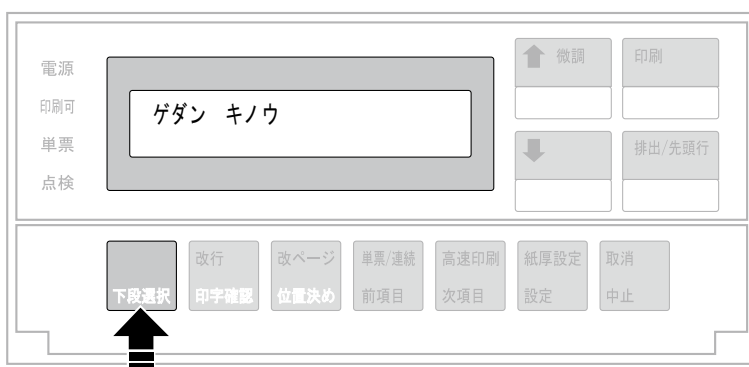 電源
印刷可
単票
点検
ゲダン キノウ
微調
印刷
排出/先頭行
下段選択
改行
印字確認
改ページ
位置決め
単票/連続
前項目
高速印刷
次項目
紙厚設定
設定
取消
中止